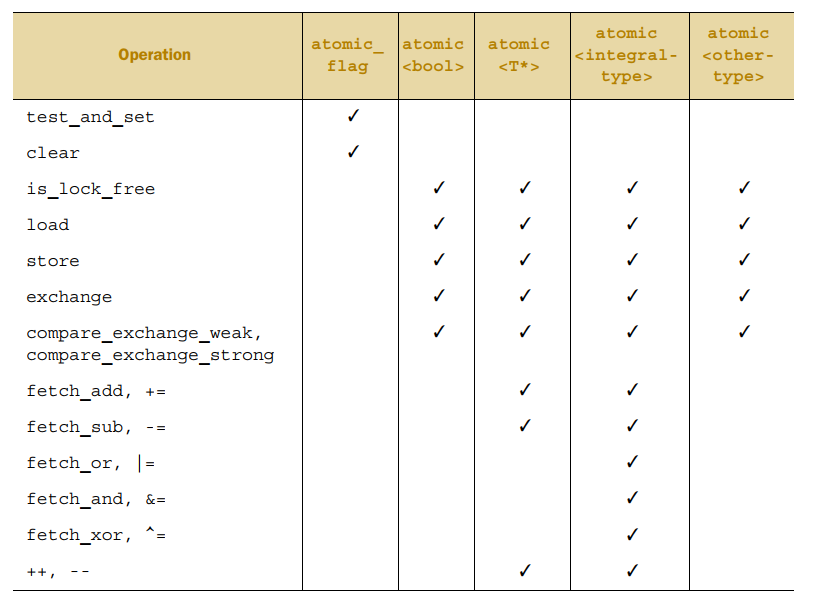 Operation
atomic_
flag
atomic
<bool>
atomic
<T*>
atomic
<integral-
type>
atomic
<other-
type>
test_and_set ✓
clear ✓
is_lock_free ✓ ✓ ✓ ✓
load ✓ ✓ ✓ ✓
store ✓ ✓ ✓ ✓
exchange ✓ ✓ ✓ ✓
compare_exchange_weak, ✓ ✓ ✓ ✓
compare_exchange_strong
fetch_add, += ✓ ✓
fetch_sub, -= ✓ ✓
fetch_or, |= ✓
fetch_and, &= ✓
fetch_xor, ^= ✓
++, -- ✓ ✓